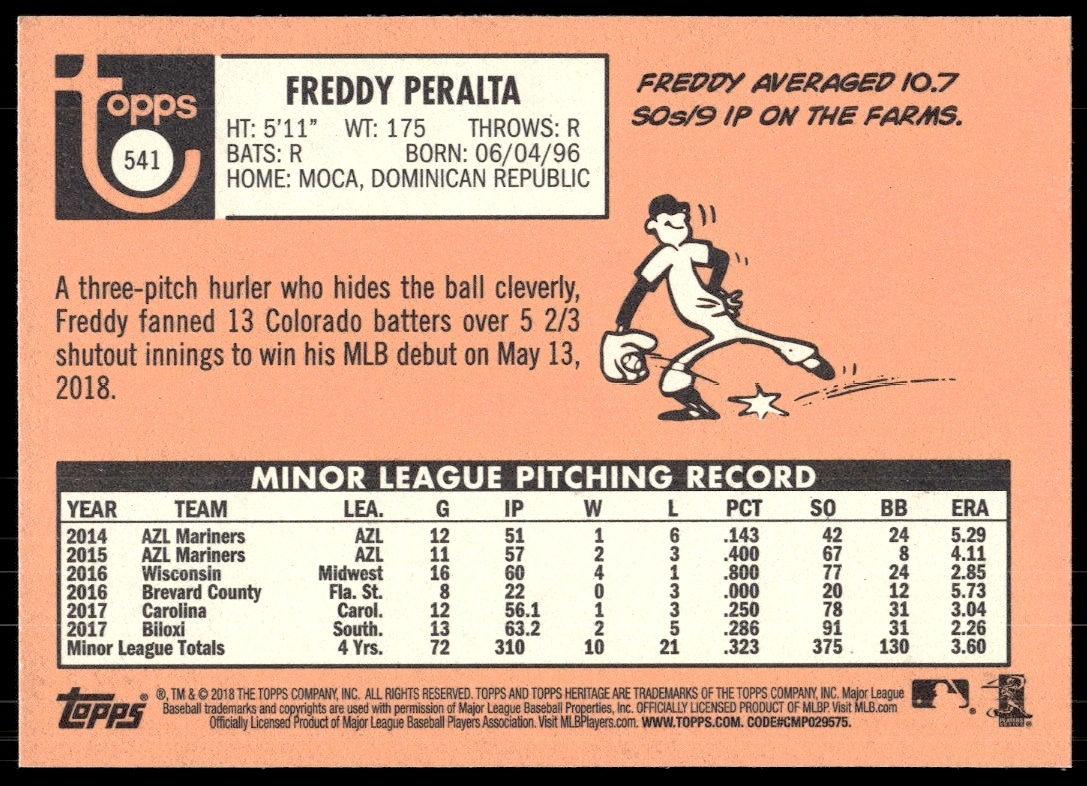 topps
541
FREDDY PERALTA
HT: 5'11" WT: 175 THROWS: R
BATS: R BORN: 06/04/96
HOME: MOCA, DOMINICAN REPUBLIC
FREDDY AVERAGED 10.7
SOs/9 IP ON THE FARMS.
A three-pitch hurler who hides the ball cleverly,
Freddy fanned 13 Colorado batters over 5 2/3
shutout innings to win his MLB debut on May 13,
2018.
MINOR LEAGUE PITCHING RECORD
YEAR TEAM LEA. G IP W L PCT SO BB ERA
2014 AZL Mariners AZL 12 51 1 6 .143 42 24 5.29
2015 AZL Mariners AZL 11 57 2 3 .400 67 8 4.11
2016 Wisconsin Midwest 16 60 4 1 .800 77 24 2.85
2016 Brevard County Fla. St. 8 22 0 3 .000 20 12 5.73
2017 Carolina Carol. 12 56.1 1 3 .250 78 31 3.04
2017 Biloxi South. 13 63.2 2 5 .286 91 31 2.26
Minor League Totals 4 Yrs. 72 310 10 21 .323 375 130 3.60
topps ®, TM & © 2018 THE TOPPS COMPANY, INC. ALL RIGHTS RESERVED. TOPPS AND TOPPS HERITAGE ARE TRADEMARKS OF THE TOPPS COMPANY, INC. Major League
Baseball trademarks and copyrights are used with permission of Major League Baseball Properties, Inc. OFFICIALLY LICENSED PRODUCT OF MLBP. Visit MLB.com
Officially Licensed Product of Major League Baseball Players Association. Visit MLBPlayers.com. WWW.TOPPS.COM. CODE#CMP029575.